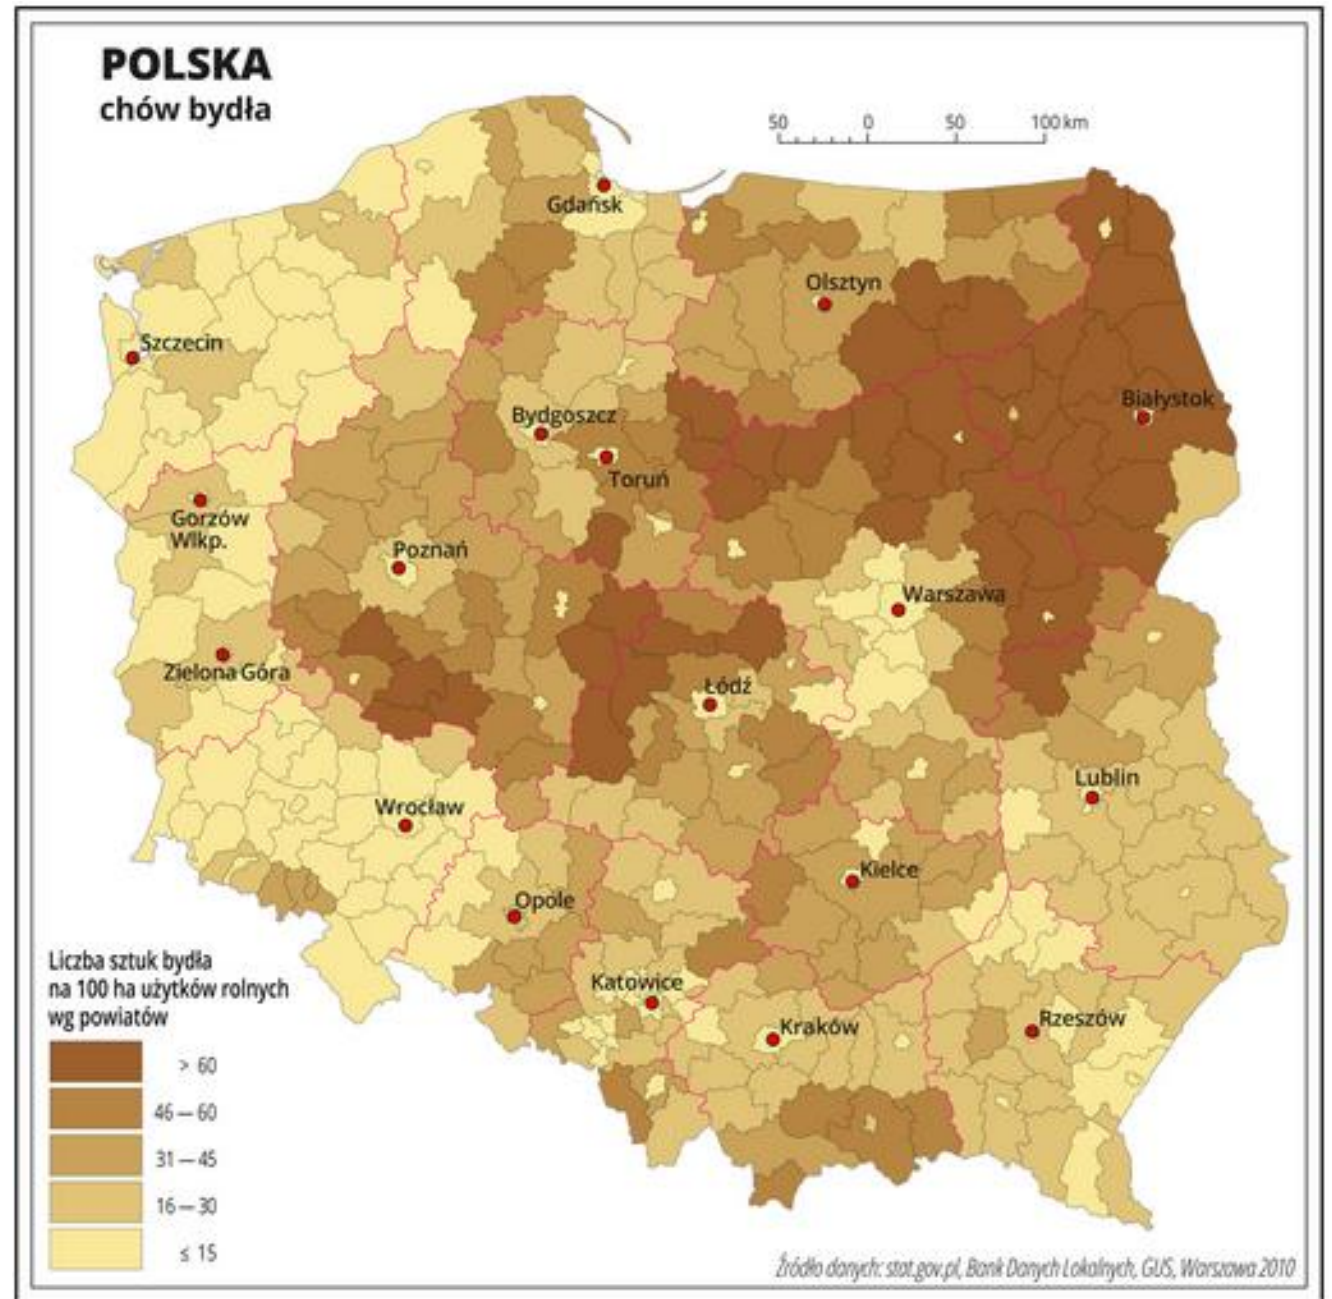 POLSKA
chów bydła
50 0 50 100 km
Gdańsk
Olsztyn
Szczecin
Białystok
Bydgoszcz
Toruń
Gorzów
Wlkp.
Poznań
Warszawa
Zielona Góra
Łódź
Lublin
Wrocław
Kielce
Opole
Katowice
Kraków
Rzeszów
Liczba sztuk bydła
na 100 ha użytków rolnych
wg powiatów
> 60
46 — 60
31 — 45
16 — 30
≤ 15
Źródło danych: stat.gov.pl, Bank Danych Lokalnych, GUS, Warszawa 2010